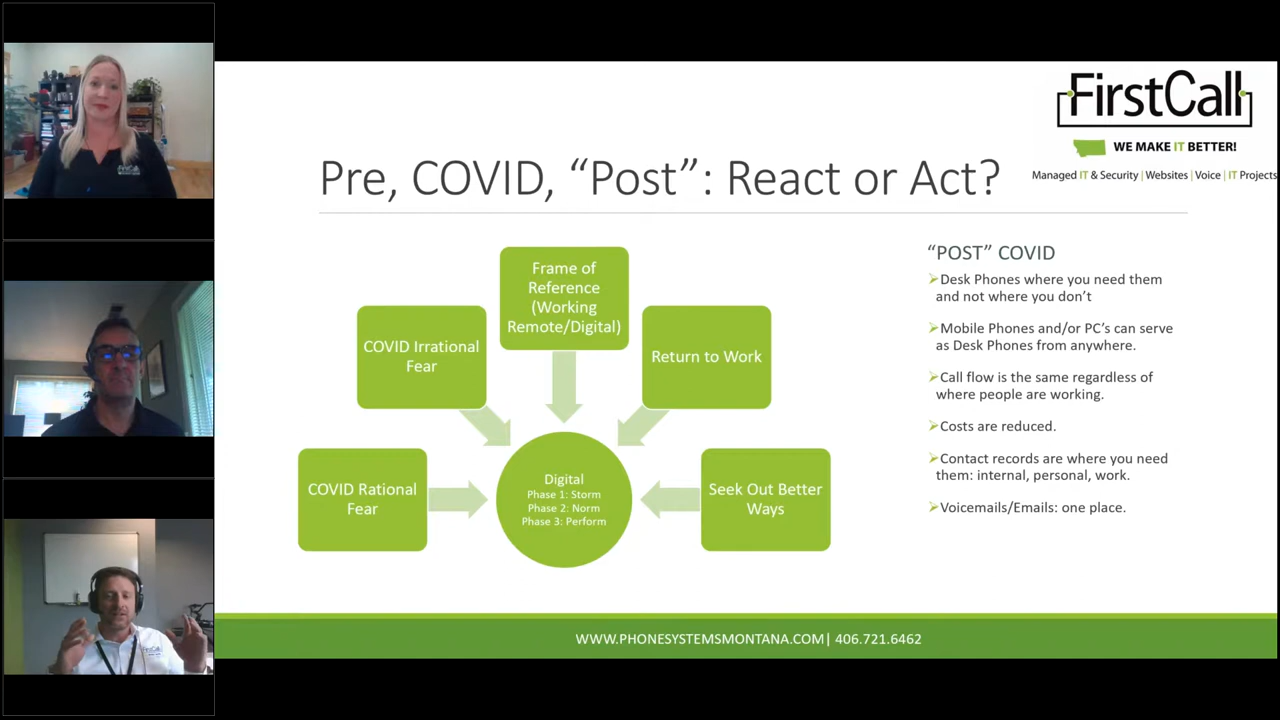 FirstCall
WE MAKE IT BETTER!
Managed IT & Security | Websites | Voice | IT Projects
Pre, COVID, “Post”: React or Act?
Frame of
Reference
(Working
Remote/Digital)
COVID Irrational
Fear
Return to Work
COVID Rational
Fear
Digital
Phase 1: Storm
Phase 2: Norm
Phase 3: Perform
Seek Out Better
Ways
“POST” COVID
Desk Phones where you need them
and not where you don’t
Mobile Phones and/or PC’s can serve
as Desk Phones from anywhere.
Call flow is the same regardless of
where people are working.
Costs are reduced.
Contact records are where you need
them: internal, personal, work.
Voicemails/Emails: one place.
WWW.PHONESYSTEMSMONTANA.COM| 406.721.6462
FirstCall
FirstCall